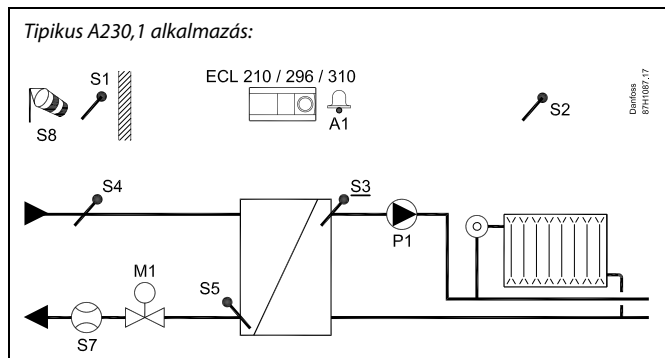 Tipikus A230,1 alkalmazás:
S1
S8
ECL 210 / 296 / 310
A1
S2
Danfoss
87H1087.17
S4
S3
P1
M1
S5
S7